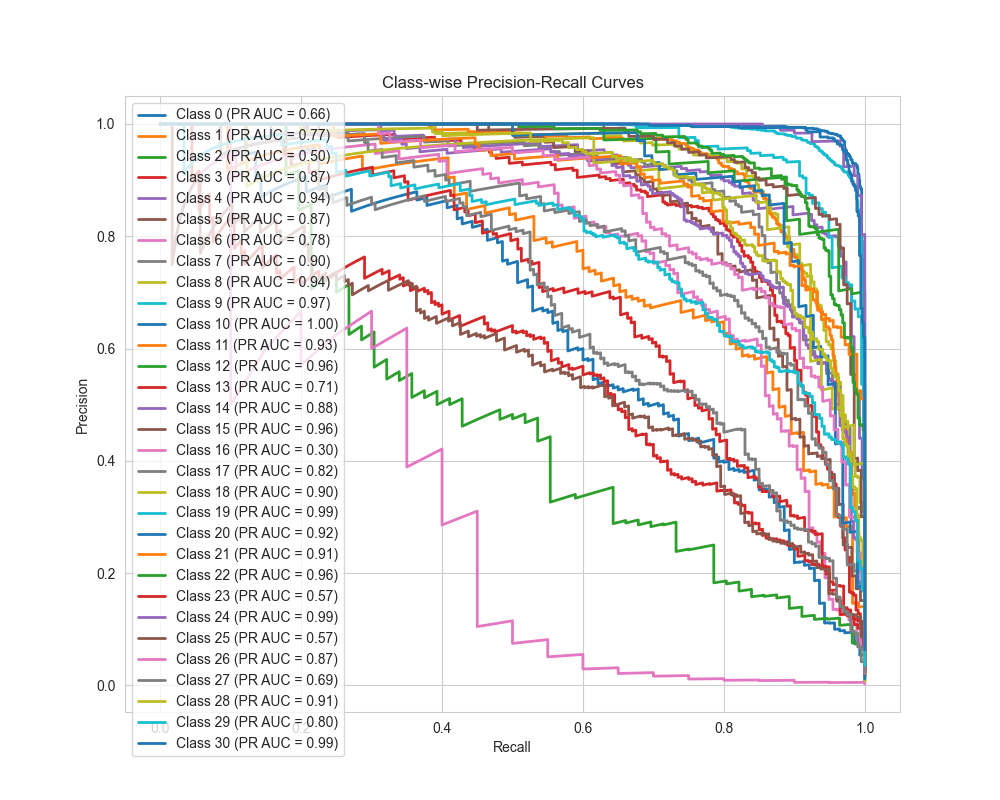 Class-wise Precision-Recall Curves
Precision
1.0
0.8
0.6
0.4
0.2
0.0
Class 0 (PR AUC = 0.66)
Class 1 (PR AUC = 0.77)
Class 2 (PR AUC = 0.50)
Class 3 (PR AUC = 0.87)
Class 4 (PR AUC = 0.94)
Class 5 (PR AUC = 0.87)
Class 6 (PR AUC = 0.78)
Class 7 (PR AUC = 0.90)
Class 8 (PR AUC = 0.94)
Class 9 (PR AUC = 0.97)
Class 10 (PR AUC = 1.00)
Class 11 (PR AUC = 0.93)
Class 12 (PR AUC = 0.96)
Class 13 (PR AUC = 0.71)
Class 14 (PR AUC = 0.88)
Class 15 (PR AUC = 0.96)
Class 16 (PR AUC = 0.30)
Class 17 (PR AUC = 0.82)
Class 18 (PR AUC = 0.90)
Class 19 (PR AUC = 0.99)
Class 20 (PR AUC = 0.92)
Class 21 (PR AUC = 0.91)
Class 22 (PR AUC = 0.96)
Class 23 (PR AUC = 0.57)
Class 24 (PR AUC = 0.99)
Class 25 (PR AUC = 0.57)
Class 26 (PR AUC = 0.87)
Class 27 (PR AUC = 0.69)
Class 28 (PR AUC = 0.91)
Class 29 (PR AUC = 0.80)
Class 30 (PR AUC = 0.99)
0.0 0.2 0.4 0.6 0.8 1.0
Recall